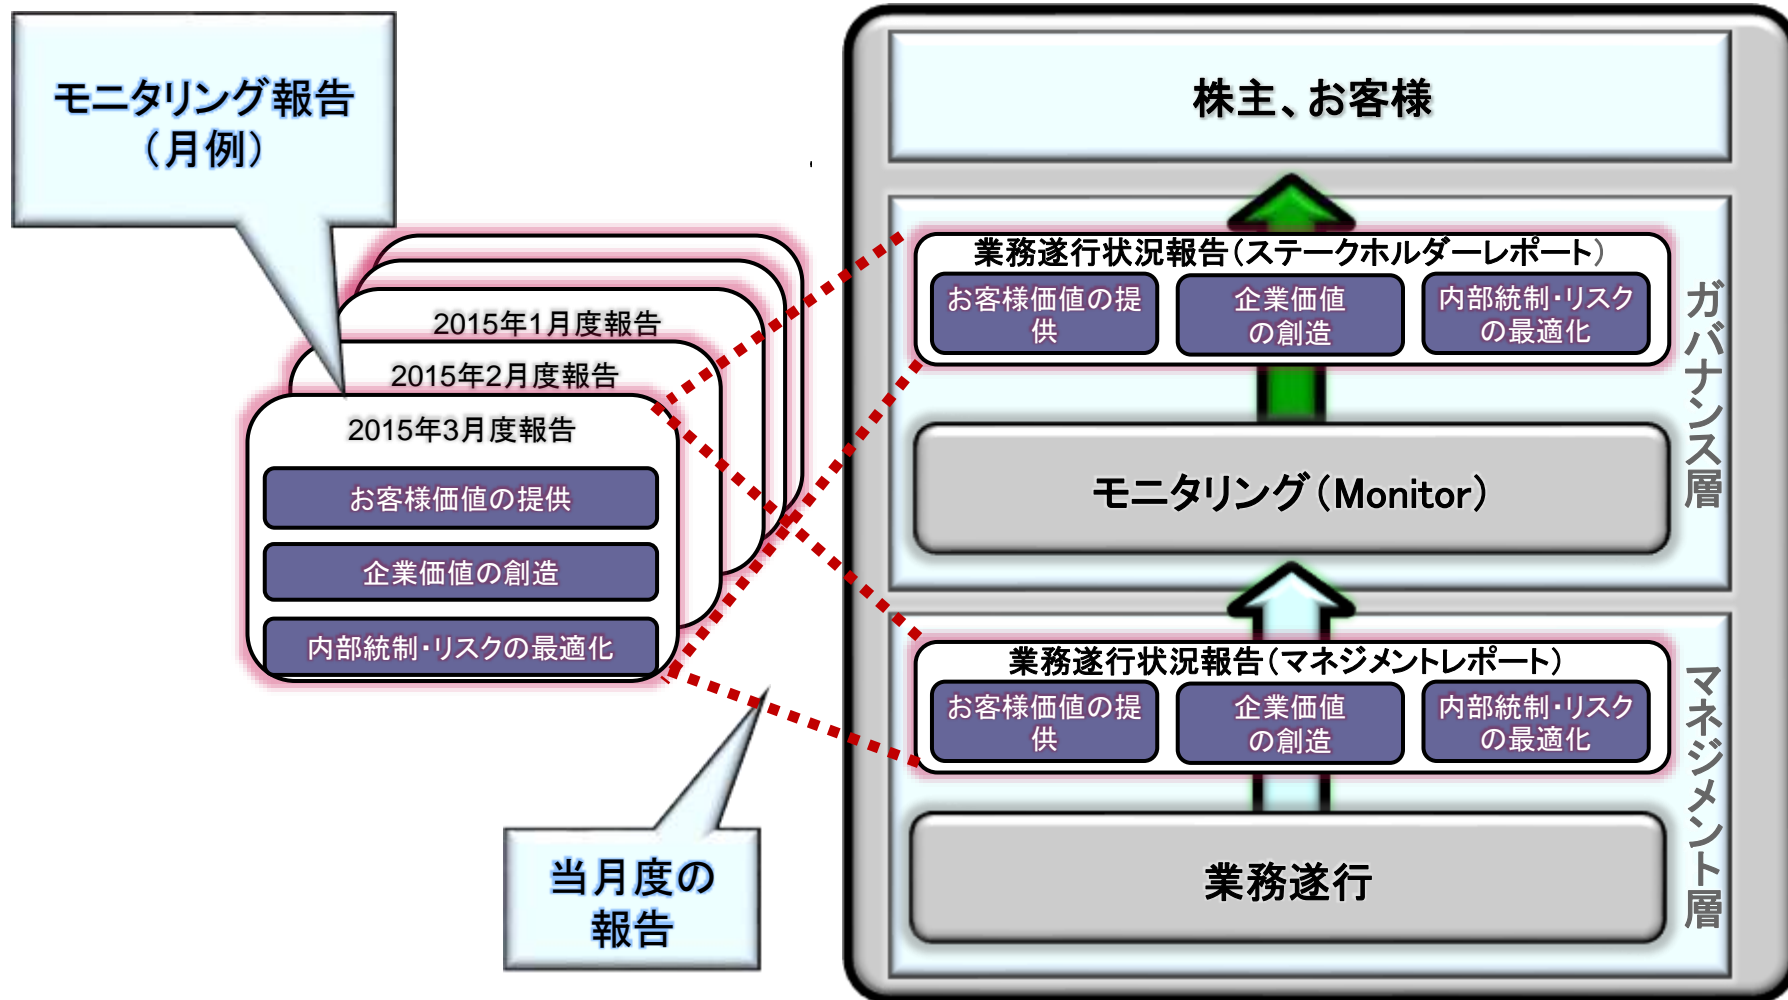 モニタリング報告
(月例)
2015年1月度報告
2015年2月度報告
2015年3月度報告
お客様価値の提供
企業価値の創造
内部統制・リスクの最適化
当月度の
報告
株主、お客様
業務遂行状況報告(ステークホルダーレポート)
お客様価値の提
供
企業価値
の創造
内部統制・リスク
の最適化
モニタリング(Monitor)
ガバナンス層
業務遂行状況報告(マネジメントレポート)
お客様価値の提
供
企業価値
の創造
内部統制・リスク
の最適化
業務遂行
マネジメント層